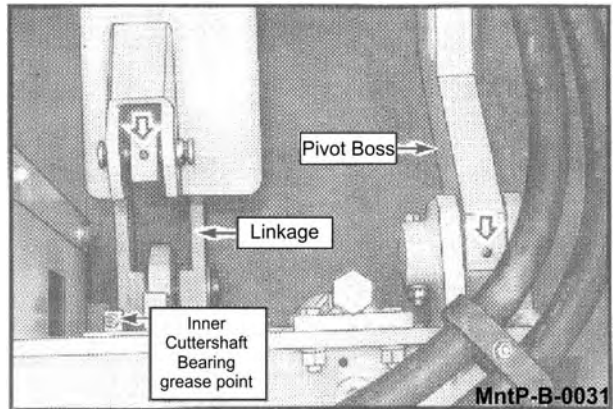 Pivot Boss
Linkage
Inner
Cuttershaft
Bearing
grease point
MntP-B-0031